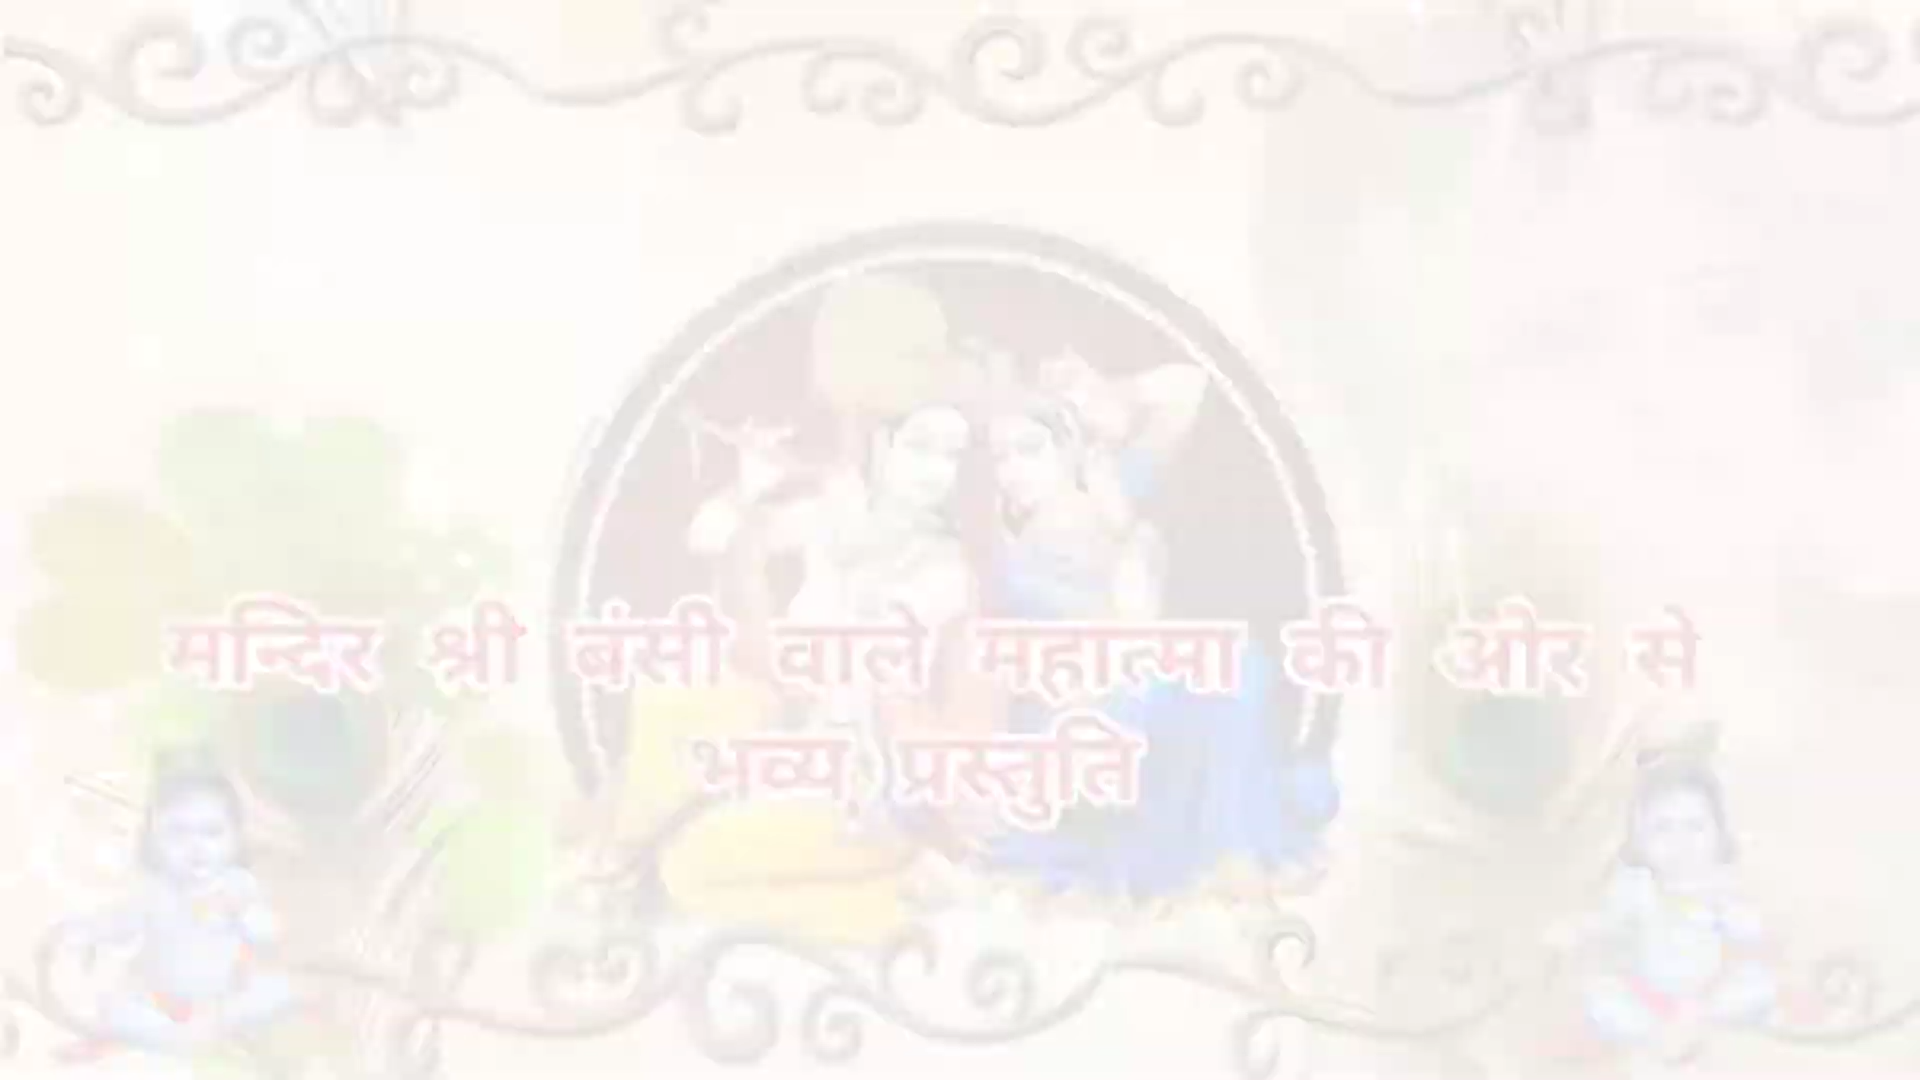 मन्दिर श्री बंसी वाले महात्मा की ओर से
भव्य प्रस्तुति